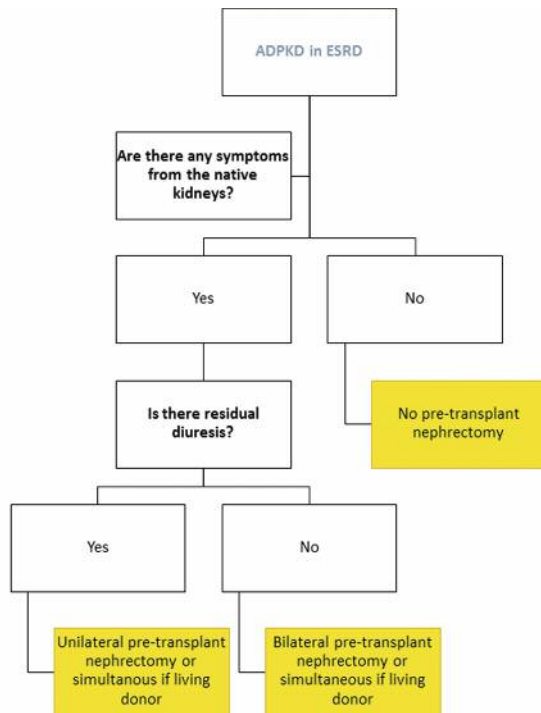 ADPKD in ESRD
Are there any symptoms
from the native
kidneys?
Yes
No
Is there residual
diuresis?
No pre-transplant
nephrectomy
Yes
No
Unilateral pre-transplant
nephrectomy or
simultanous if living
donor
Bilateral pre-transplant
nephrectomy or
simultanous if living
donor